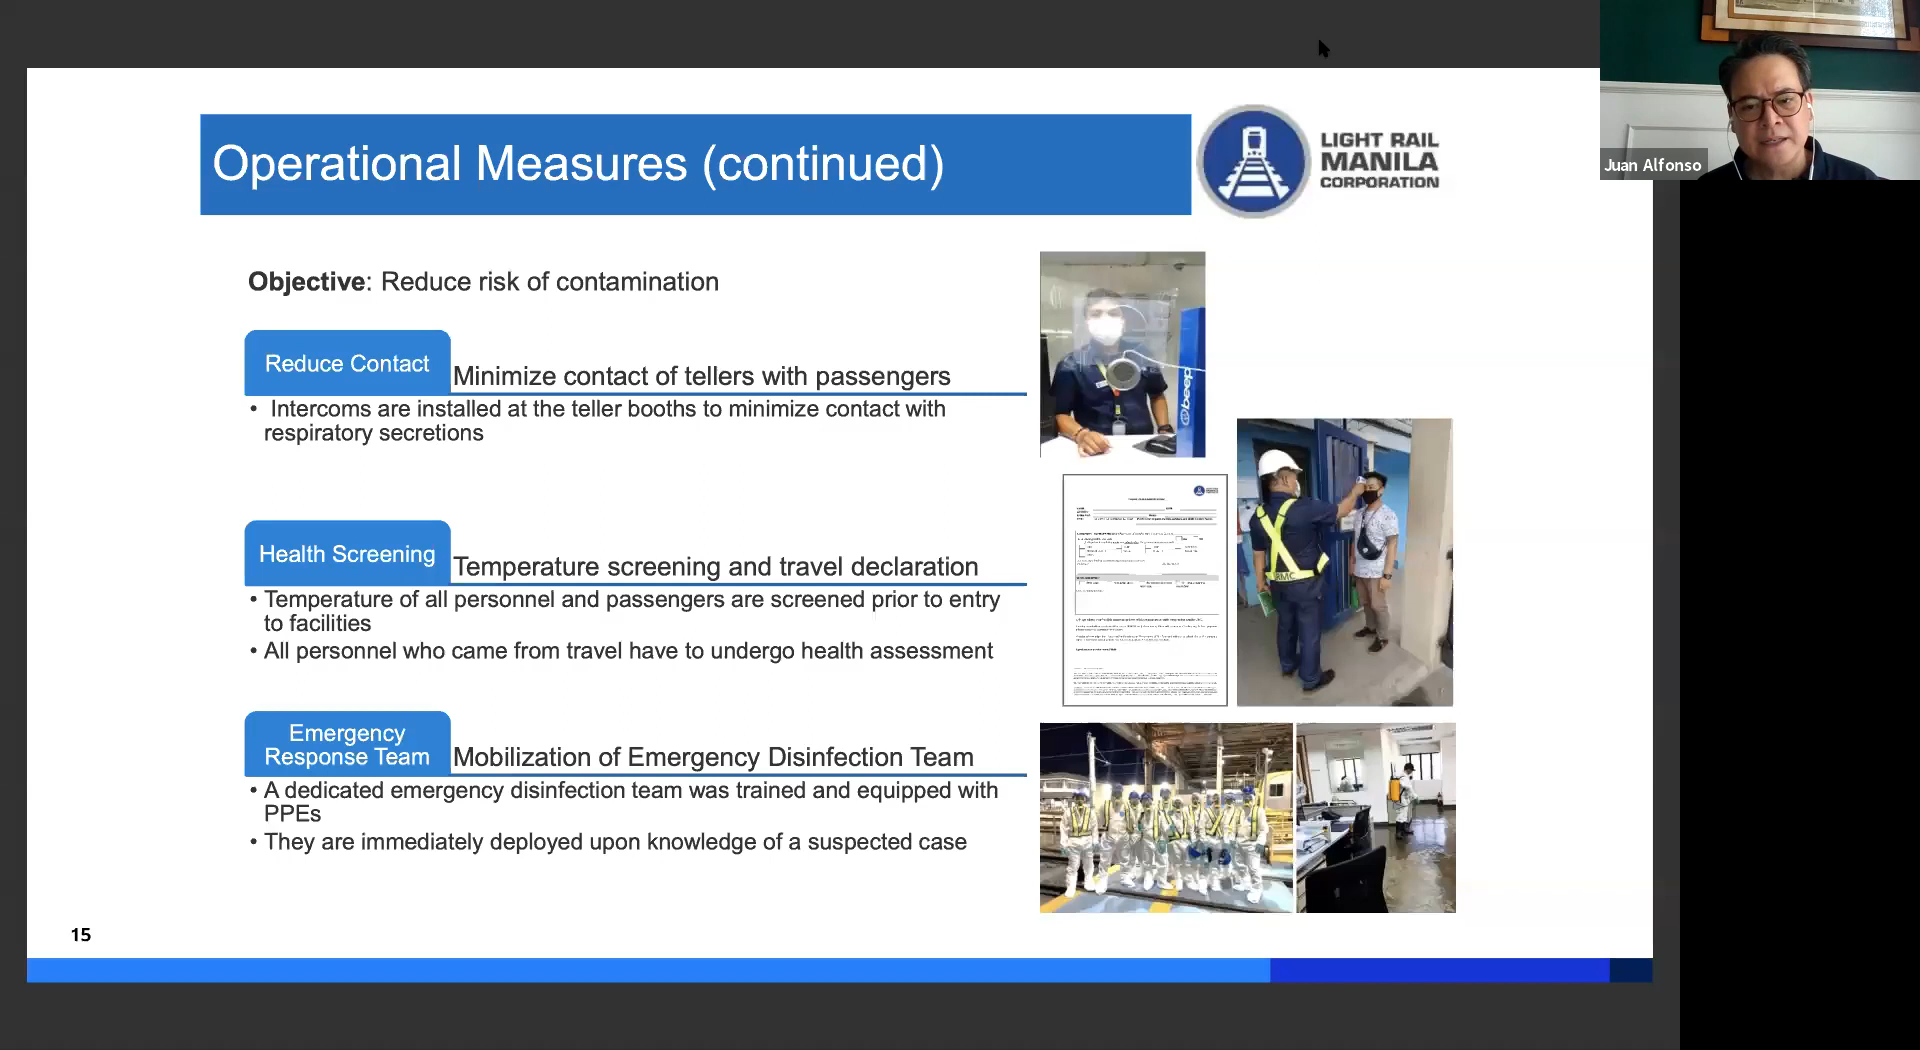 Operational Measures (continued)
LIGHT RAIL
MANILA
CORPORATION
Juan Alfonso
Objective: Reduce risk of contamination
Reduce Contact
Minimize contact of tellers with passengers
• Intercoms are installed at the teller booths to minimize contact with
respiratory secretions
beep
Health Screening
Temperature screening and travel declaration
• Temperature of all personnel and passengers are screened prior to entry
to facilities
• All personnel who came from travel have to undergo health assessment
Emergency
Response Team
Mobilization of Emergency Disinfection Team
• A dedicated emergency disinfection team was trained and equipped with
PPEs
• They are immediately deployed upon knowledge of a suspected case
15